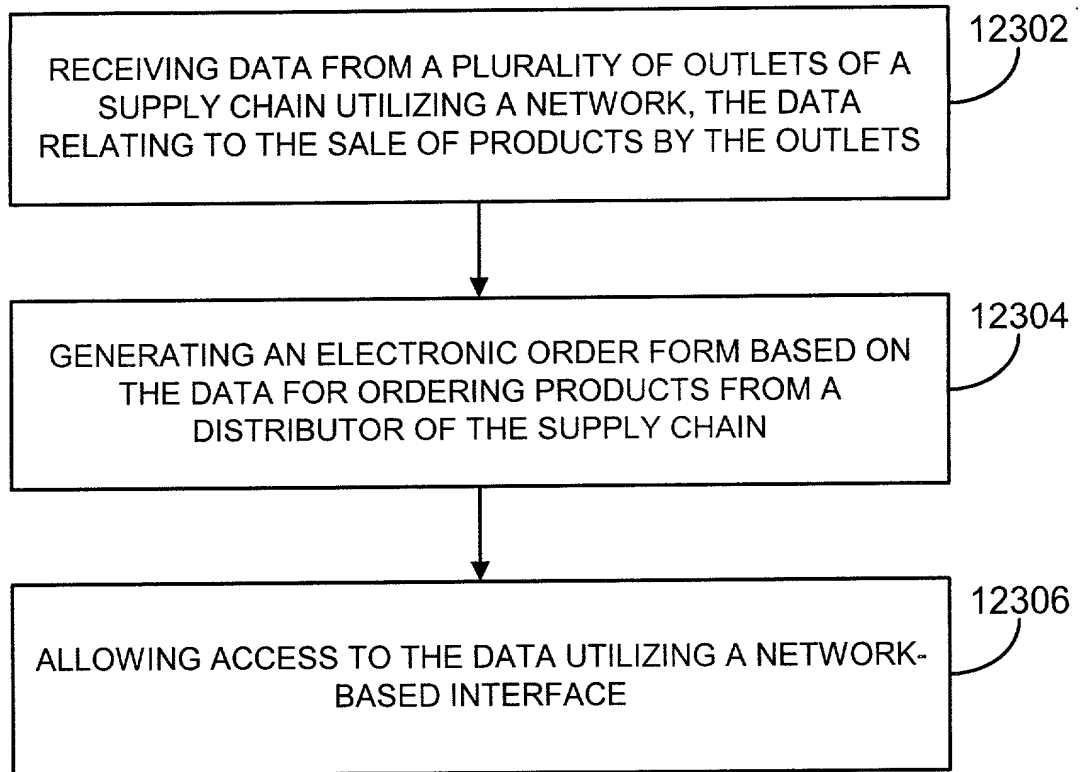 12302
RECEIVING DATA FROM A PLURALITY OF OUTLETS OF A
SUPPLY CHAIN UTILIZING A NETWORK, THE DATA
RELATING TO THE SALE OF PRODUCTS BY THE OUTLETS
12304
GENERATING AN ELECTRONIC ORDER FORM BASED ON
THE DATA FOR ORDERING PRODUCTS FROM A
DISTRIBUTOR OF THE SUPPLY CHAIN
12306
ALLOWING ACCESS TO THE DATA UTILIZING A NETWORK-
BASED INTERFACE